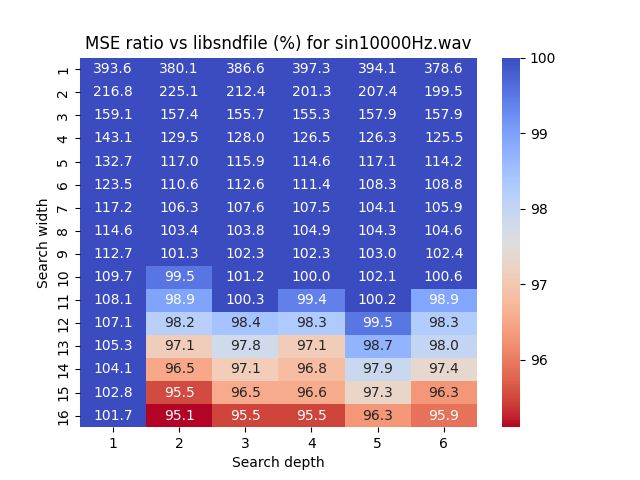 MSE ratio vs libsndfile (%) for sin10000Hz.wav
1 393.6 380.1 386.6 397.3 394.1 378.6
2 216.8 225.1 212.4 201.3 207.4 199.5
3 159.1 157.4 155.7 155.3 157.9 157.9
4 143.1 129.5 128.0 126.5 126.3 125.5
5 132.7 117.0 115.9 114.6 117.1 114.2
6 123.5 110.6 112.6 111.4 108.3 108.8
7 117.2 106.3 107.6 107.5 104.1 105.9
8 114.6 103.4 103.8 104.9 104.3 104.6
9 112.7 101.3 102.3 102.3 103.0 102.4
10 109.7 99.5 101.2 100.0 102.1 100.6
11 108.1 98.9 100.3 99.4 100.2 98.9
12 107.1 98.2 98.4 98.3 99.5 98.3
13 105.3 97.1 97.8 97.1 98.7 98.0
14 104.1 96.5 97.1 96.8 97.9 97.4
15 102.8 95.5 96.5 96.6 97.3 96.3
16 101.7 95.1 95.5 95.5 96.3 95.9
1 2 3 4 5 6
Search depth
Search width
100
99
98
97
96